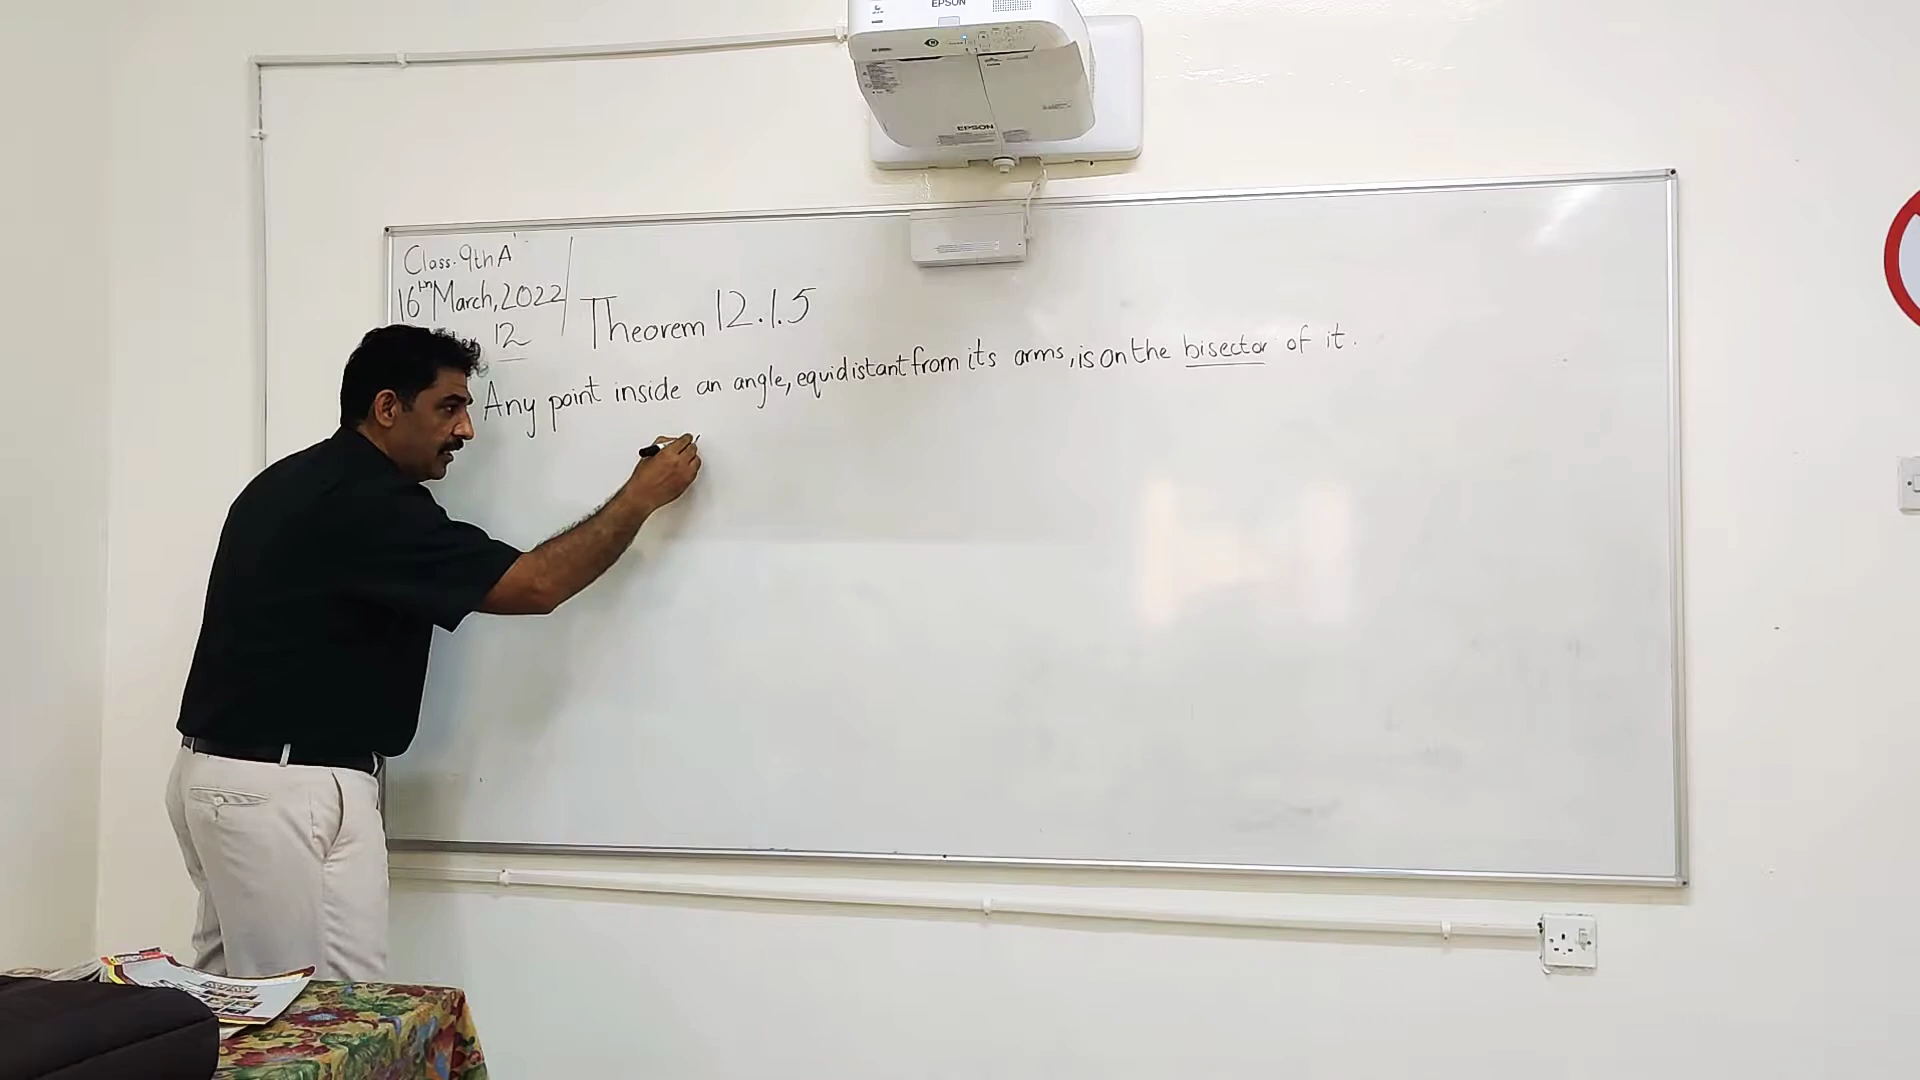 EPSON
EPSON
Class. 9th A
16th March, 2022
12
Theorem 12.1.5
Any point inside an angle, equidistant from its arms, is on the bisector of it.